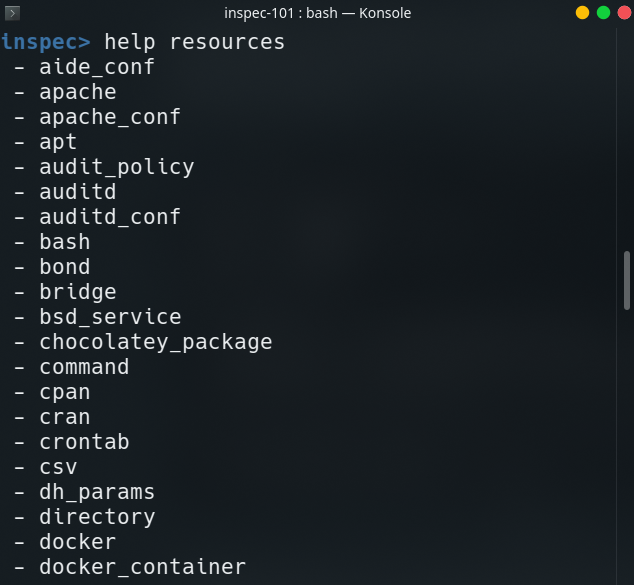 inspec-101 : bash — Konsole
inspec> help resources
- aide_conf
- apache
- apache_conf
- apt
- audit_policy
- auditd
- auditd_conf
- bash
- bond
- bridge
- bsd_service
- chocolatey_package
- command
- cpan
- cran
- crontab
- csv
- dh_params
- directory
- docker
- docker_container